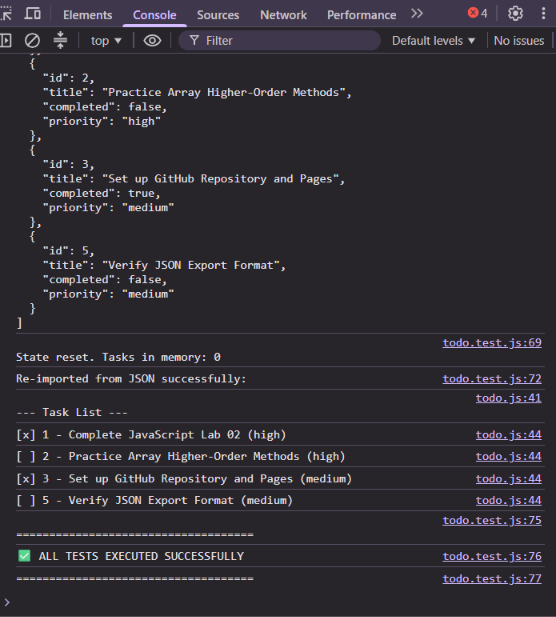 Elements Console Sources Network Performance 4
top Filter Default levels No issues
{
"id": 2,
"title": "Practice Array Higher-Order Methods",
"completed": false,
"priority": "high"
},
{
"id": 3,
"title": "Set up GitHub Repository and Pages",
"completed": true,
"priority": "medium"
},
{
"id": 5,
"title": "Verify JSON Export Format",
"completed": false,
"priority": "medium"
}
]
todo.test.js:69
State reset. Tasks in memory: 0
Re-imported from JSON successfully: todo.test.js:72
todo.js:41
--- Task List ---
[x] 1 - Complete JavaScript Lab 02 (high) todo.js:44
[ ] 2 - Practice Array Higher-Order Methods (high) todo.js:44
[x] 3 - Set up GitHub Repository and Pages (medium) todo.js:44
[ ] 5 - Verify JSON Export Format (medium) todo.js:44
todo.test.js:75
====================================
✅ ALL TESTS EXECUTED SUCCESSFULLY todo.test.js:76
==================================== todo.test.js:77